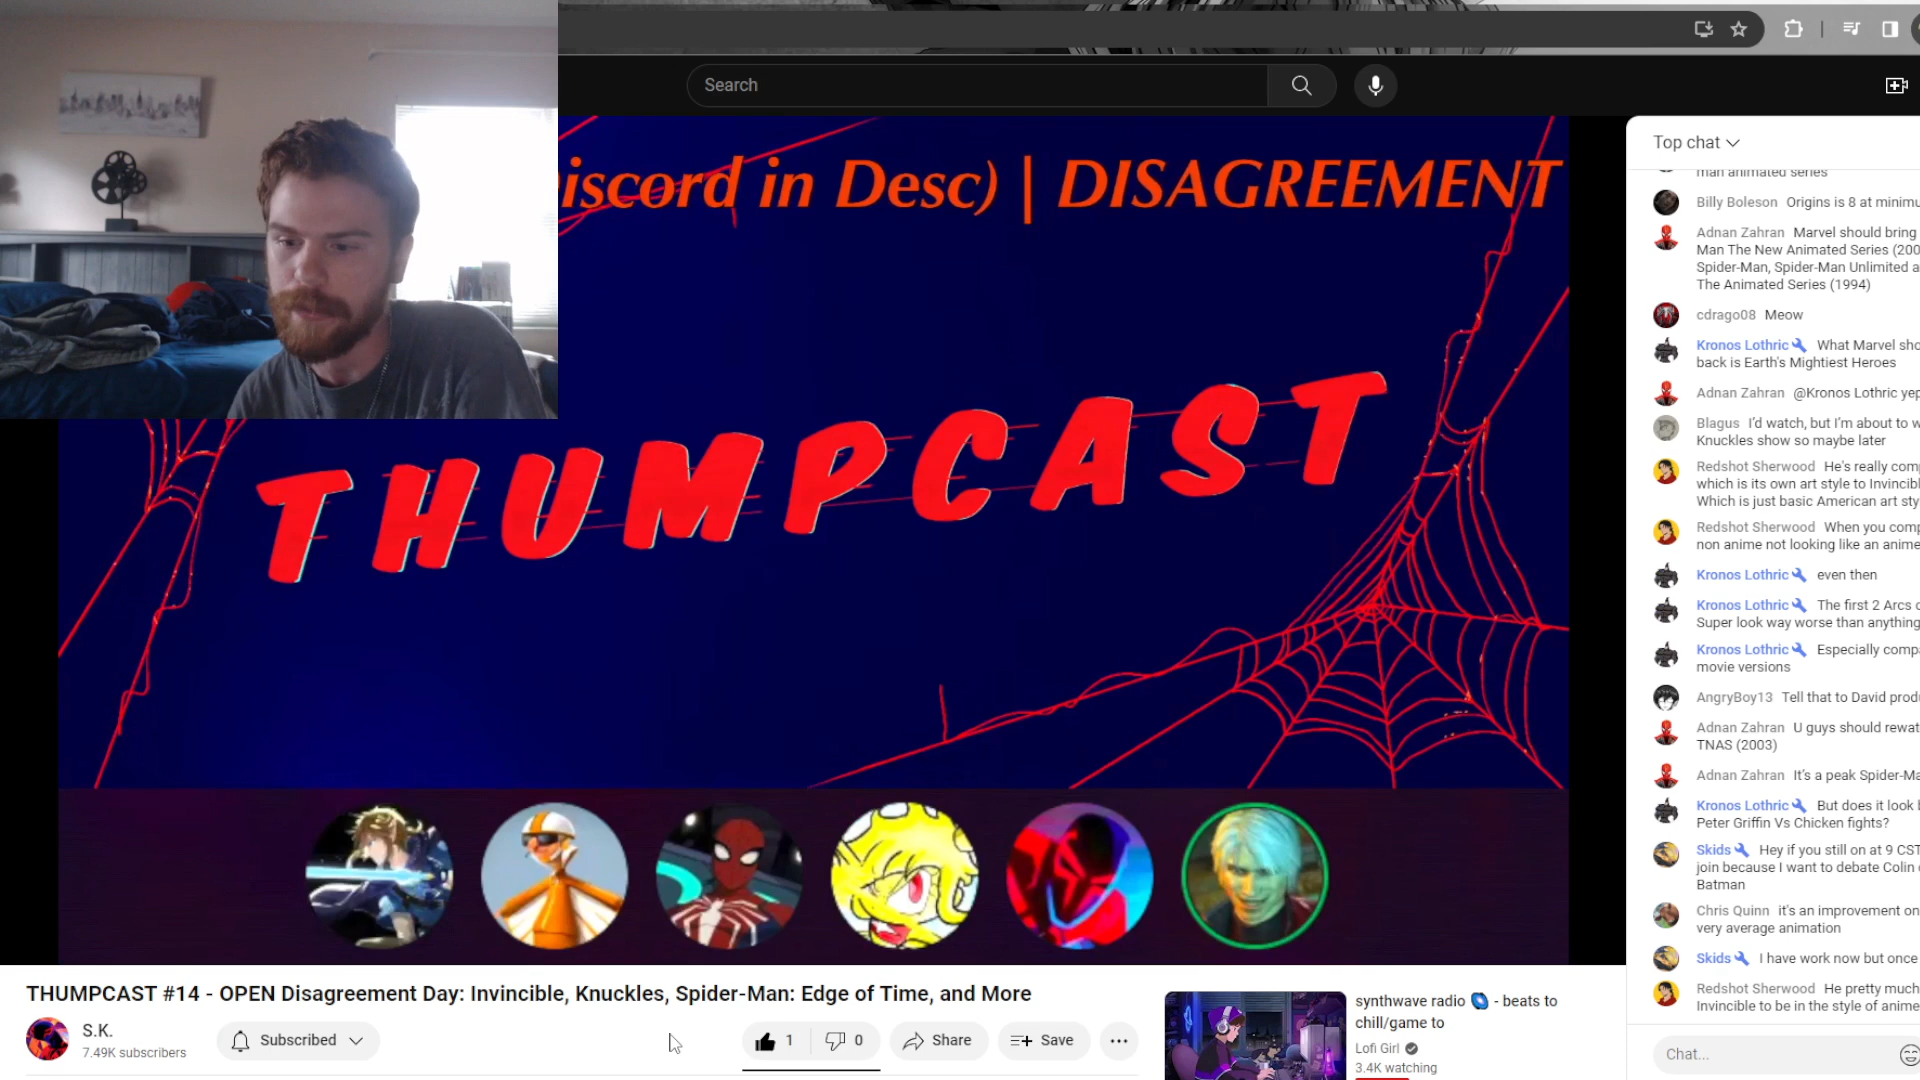 Search
iscord in Desc) | DISAGREEMENT
THUMPCAST
THUMPCAST #14 - OPEN Disagreement Day: Invincible, Knuckles, Spider-Man: Edge of Time, and More
S.K.
7.49K subscribers
Subscribed
1
0
Share
Save
synthwave radio 🌀 - beats to
chill/game to
Lofi Girl
3.4K watching
Top chat
man animated series
Billy Boleson Origins is 8 at minimu
Adnan Zahran Marvel should bring
Man The New Animated Series (200
Spider-Man, Spider-Man Unlimited a
The Animated Series (1994)
cdrago08 Meow
Kronos Lothric What Marvel sho
back is Earth's Mightiest Heroes
Adnan Zahran @Kronos Lothric yep
Blagus I'd watch, but I'm about to w
Knuckles show so maybe later
Redshot Sherwood He's really comp
which is its own art style to Invincibl
Which is just basic American art sty
Redshot Sherwood When you comp
non anime not looking like an anime
Kronos Lothric even then
Kronos Lothric The first 2 Arcs o
Super look way worse than anything
Kronos Lothric Especially comp
movie versions
AngryBoy13 Tell that to David produ
Adnan Zahran U guys should rewat
TNAS (2003)
Adnan Zahran It's a peak Spider-Ma
Kronos Lothric But does it look b
Peter Griffin Vs Chicken fights?
Skids Hey if you still on at 9 CST
join because I want to debate Colin o
Batman
Chris Quinn it's an improvement on
very average animation
Skids I have work now but once
Redshot Sherwood He pretty much
Invincible to be in the style of anime
Chat...